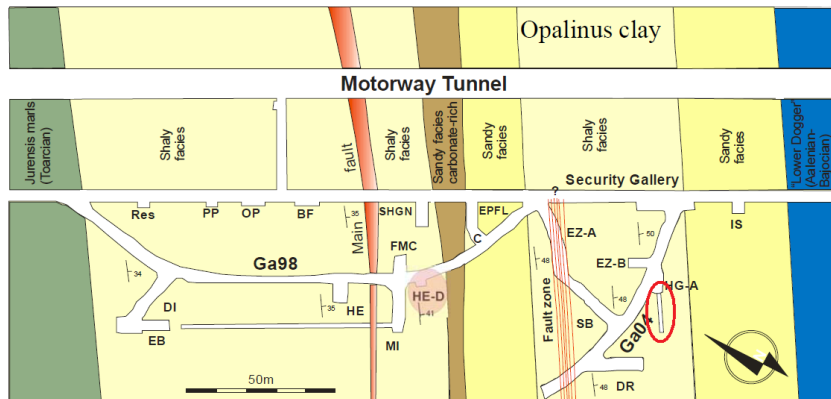 Opalinus clay
Motorway Tunnel
Jurensis marls
(Toarcian)
Shaly
facies
Shaly
facies
fault
Shaly
facies
Sandy facies
carbonate-rich
Sandy
facies
Shaly
facies
Sandy
facies
"Lower Dogger"
(Aalenian-
Bajocian)
?
Security Gallery
Res
PP
OP
BF
35
Main
SHGN
EPFL
IS
FMC
C
EZ-A
50
Ga98
34
48
EZ-B
HG-A
DI
HE
35
HE-D
41
Fault zone
48
SB
Ga04
EB
MI
50m
48
DR